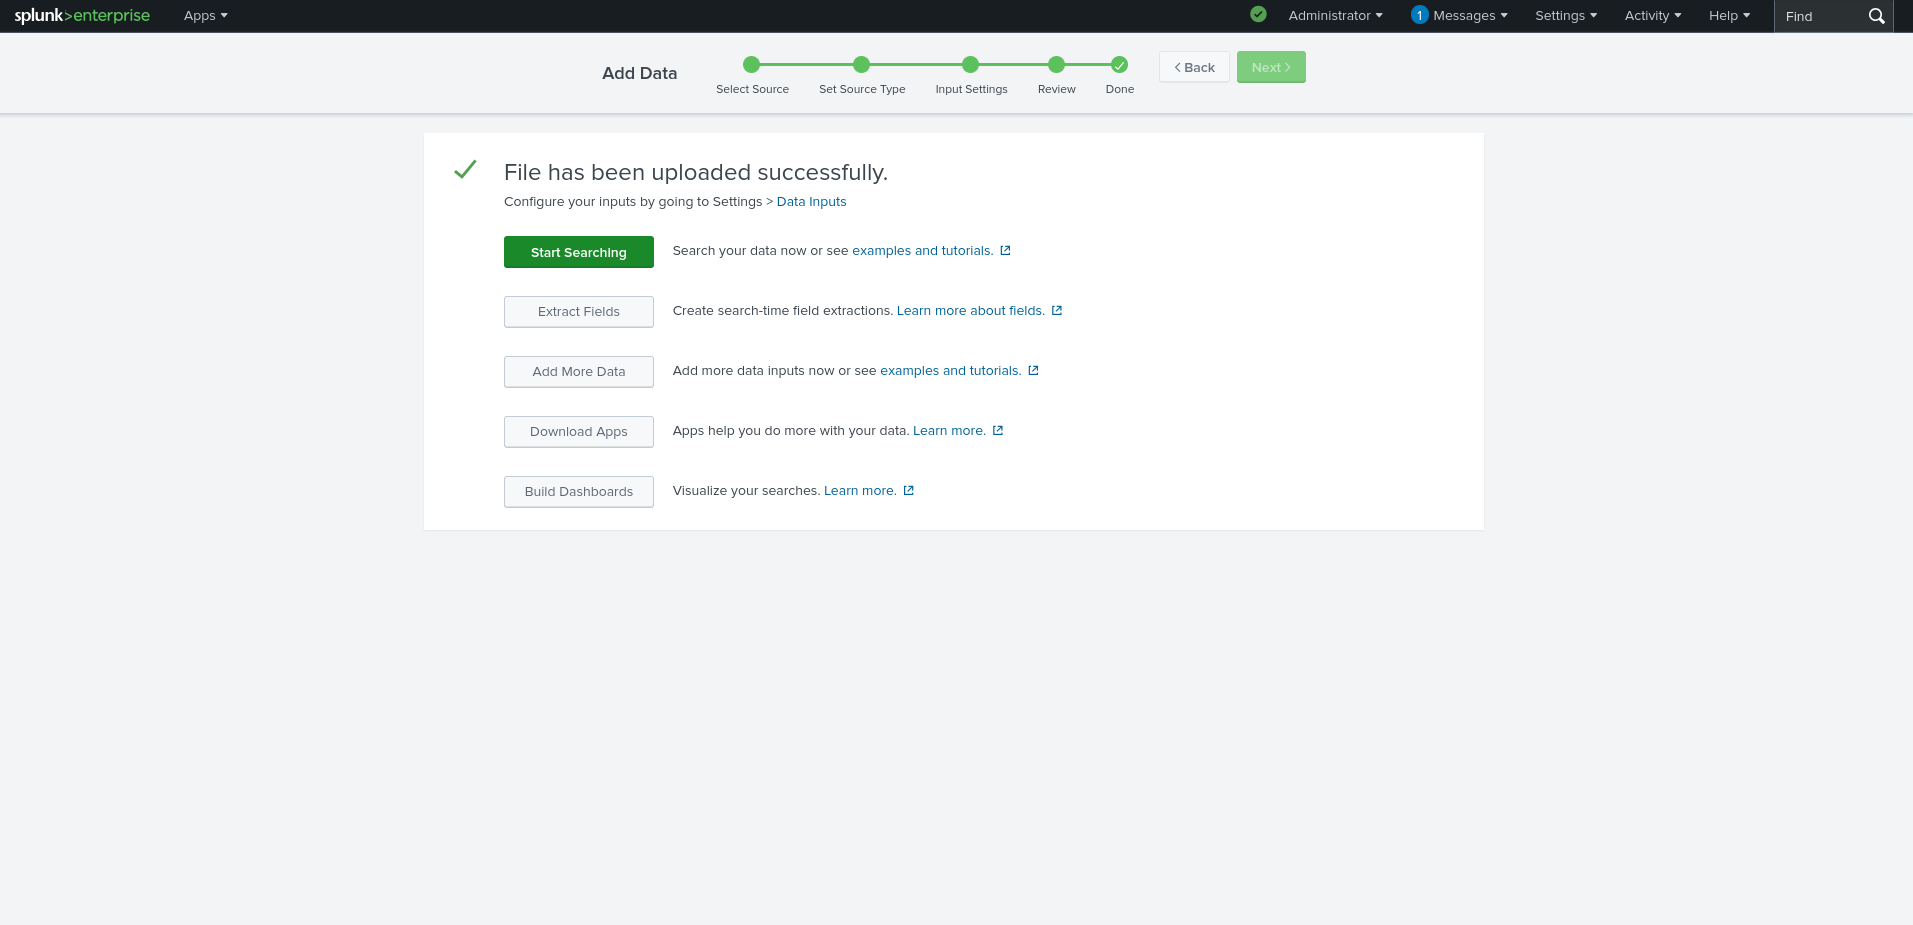 splunk>enterprise Apps Administrator 1 Messages Settings Activity Help Find
Add Data Select Source Set Source Type Input Settings Review Done < Back Next >
File has been uploaded successfully.
Configure your inputs by going to Settings > Data Inputs
Start Searching Search your data now or see examples and tutorials.
Extract Fields Create search-time field extractions. Learn more about fields.
Add More Data Add more data inputs now or see examples and tutorials.
Download Apps Apps help you do more with your data. Learn more.
Build Dashboards Visualize your searches. Learn more.